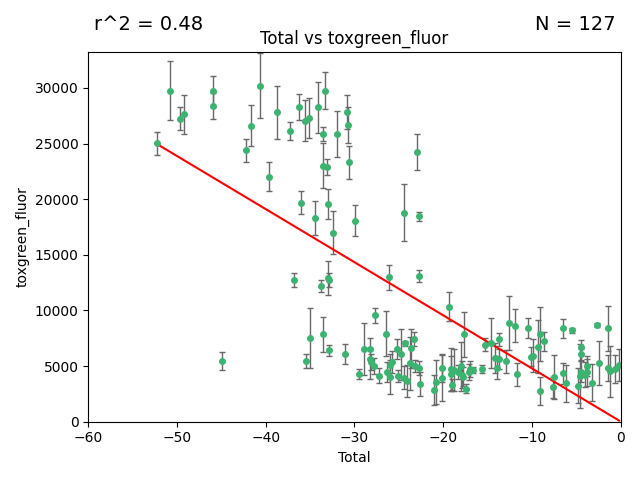 r^2 = 0.48
N = 127
Total vs toxgreen_fluor
30000
25000
20000
15000
10000
5000
0
toxgreen_fluor
−60
−50
−40
−30
−20
−10
0
Total